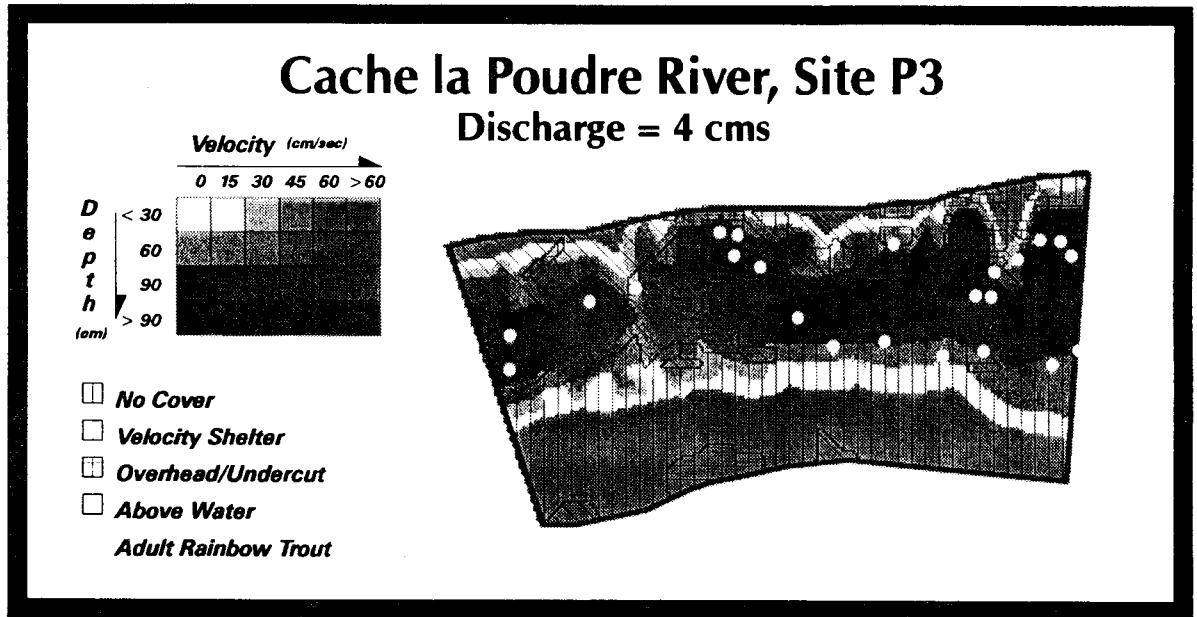 Cache la Poudre River, Site P3
Discharge = 4 cms
Velocity (cm/sec)
0 15 30 45 60 >60
Depth
(cm)
< 30
60
90
> 90
No Cover
Velocity Shelter
Overhead/Undercut
Above Water
Adult Rainbow Trout